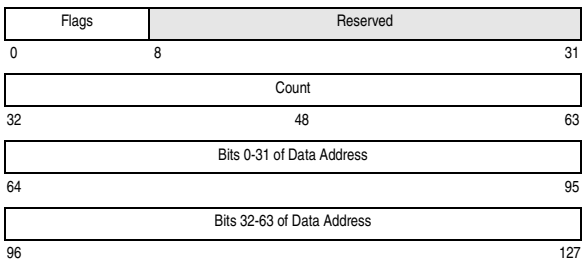 Flags Reserved
0 8 31
Count
32 48 63
Bits 0-31 of Data Address
64 95
Bits 32-63 of Data Address
96 127